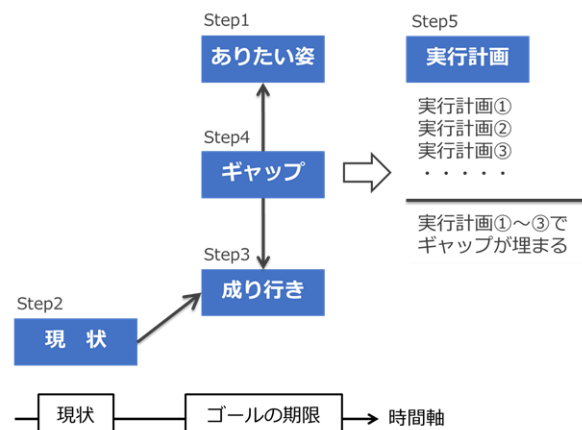 Step1
ありたい姿
Step5
実行計画
実行計画①
実行計画②
実行計画③
・・・・・
実行計画①～③で
ギャップが埋まる
Step4
ギャップ
Step3
成り行き
Step2
現　状
現状
ゴールの期限
時間軸